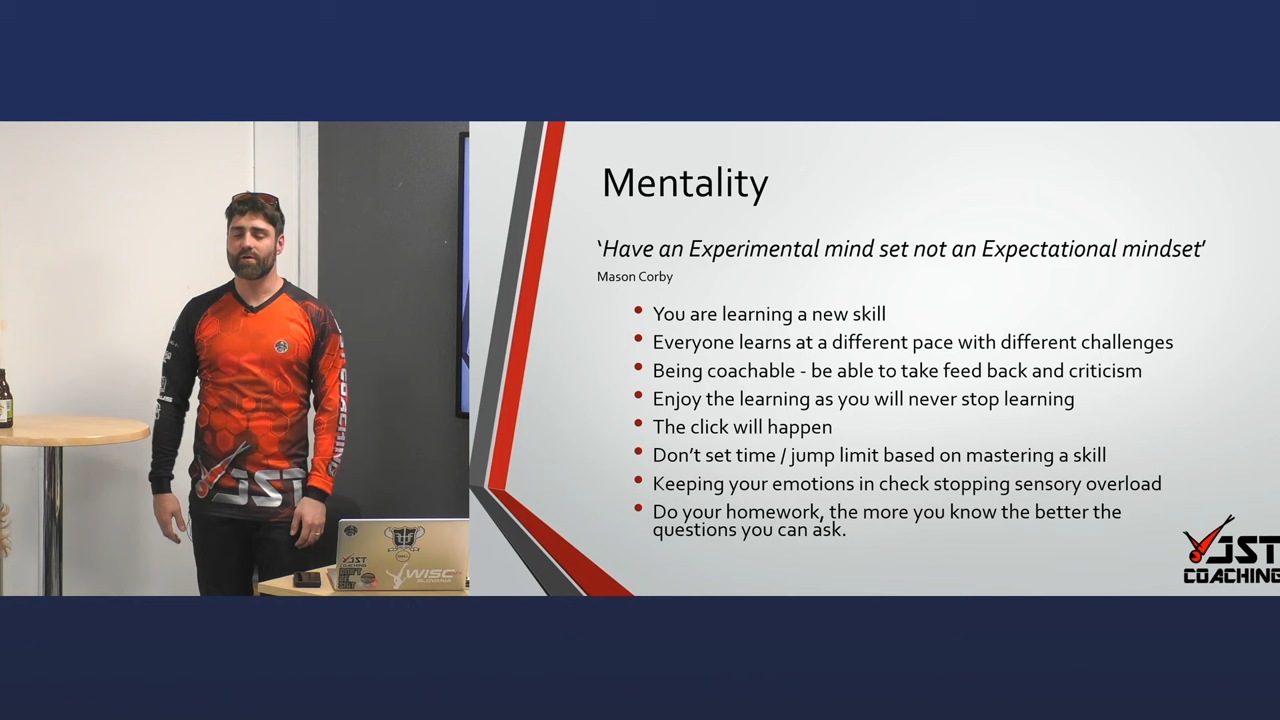 Mentality
‘Have an Experimental mind set not an Expectational mindset’
Mason Corby
• You are learning a new skill
• Everyone learns at a different pace with different challenges
• Being coachable - be able to take feed back and criticism
• Enjoy the learning as you will never stop learning
• The click will happen
• Don’t set time / jump limit based on mastering a skill
• Keeping your emotions in check stopping sensory overload
• Do your homework, the more you know the better the
questions you can ask.
JST
COACHING
JST
COACHING
JST
COACHING
WISC
SLOVANIA